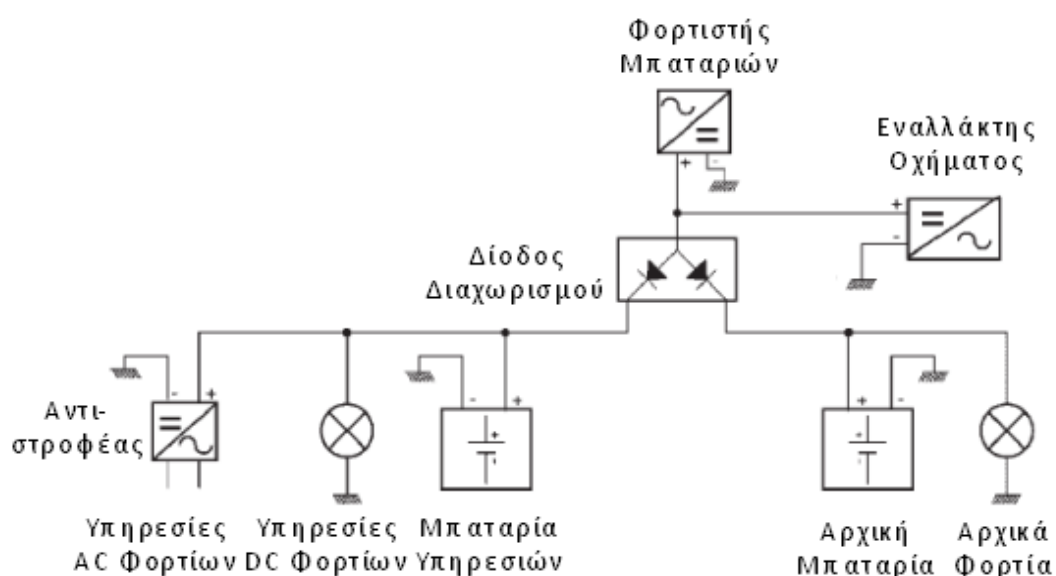 Φορτιστής
Μπαταριών
Εναλλάκτης
Οχήματος
+
-
+
-
Δίοδος
Διαχωρισμού
-
+
-
+
+
-
Αντι-
στροφέας
+
+
Υπηρεσίες
AC Φορτίων
Υπηρεσίες
DC Φορτίων
Μπαταρία
Υπηρεσιών
Αρχική
Μπαταρία
Αρχικά
Φορτία